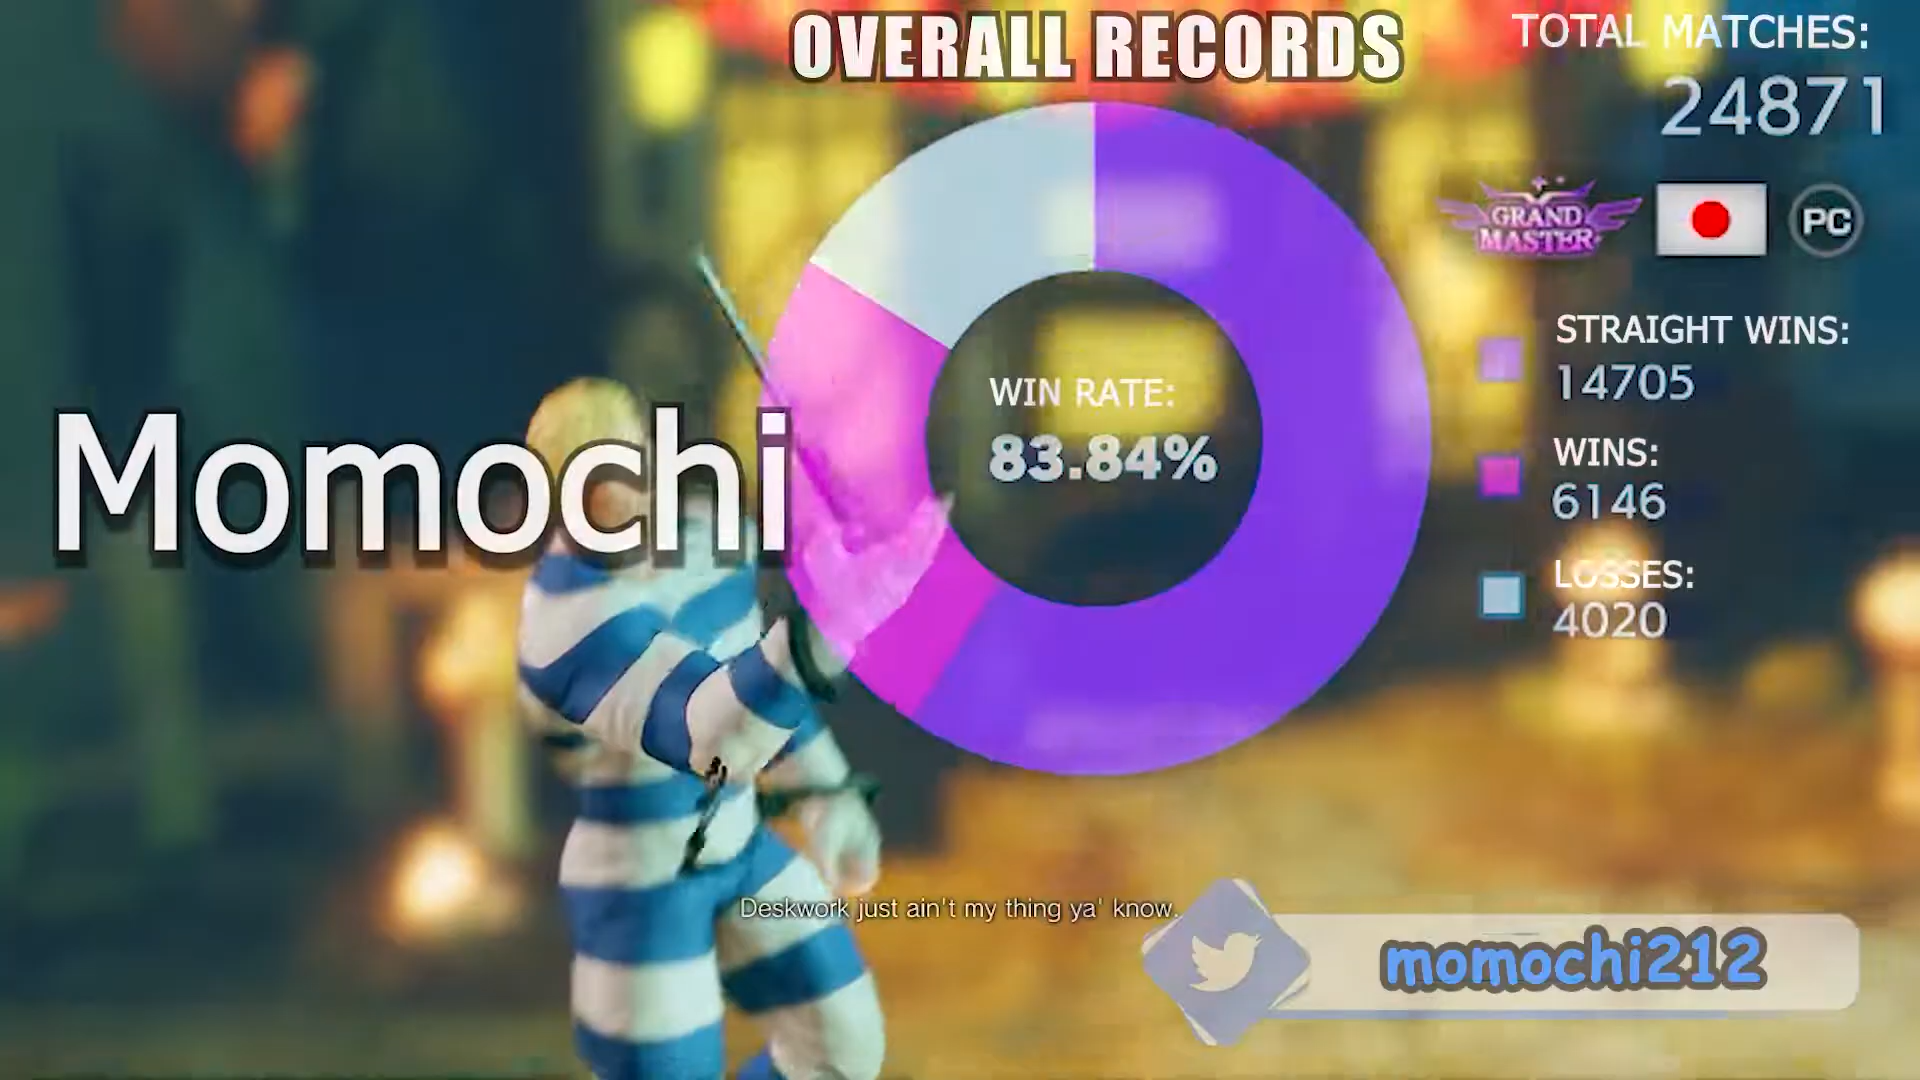 OVERALL RECORDS
TOTAL MATCHES:
24871
GRAND
MASTER
PC
STRAIGHT WINS:
14705
WINS:
6146
LOSSES:
4020
WIN RATE:
83.84%
Momochi
Deskwork just ain't my thing ya' know.
momochi212